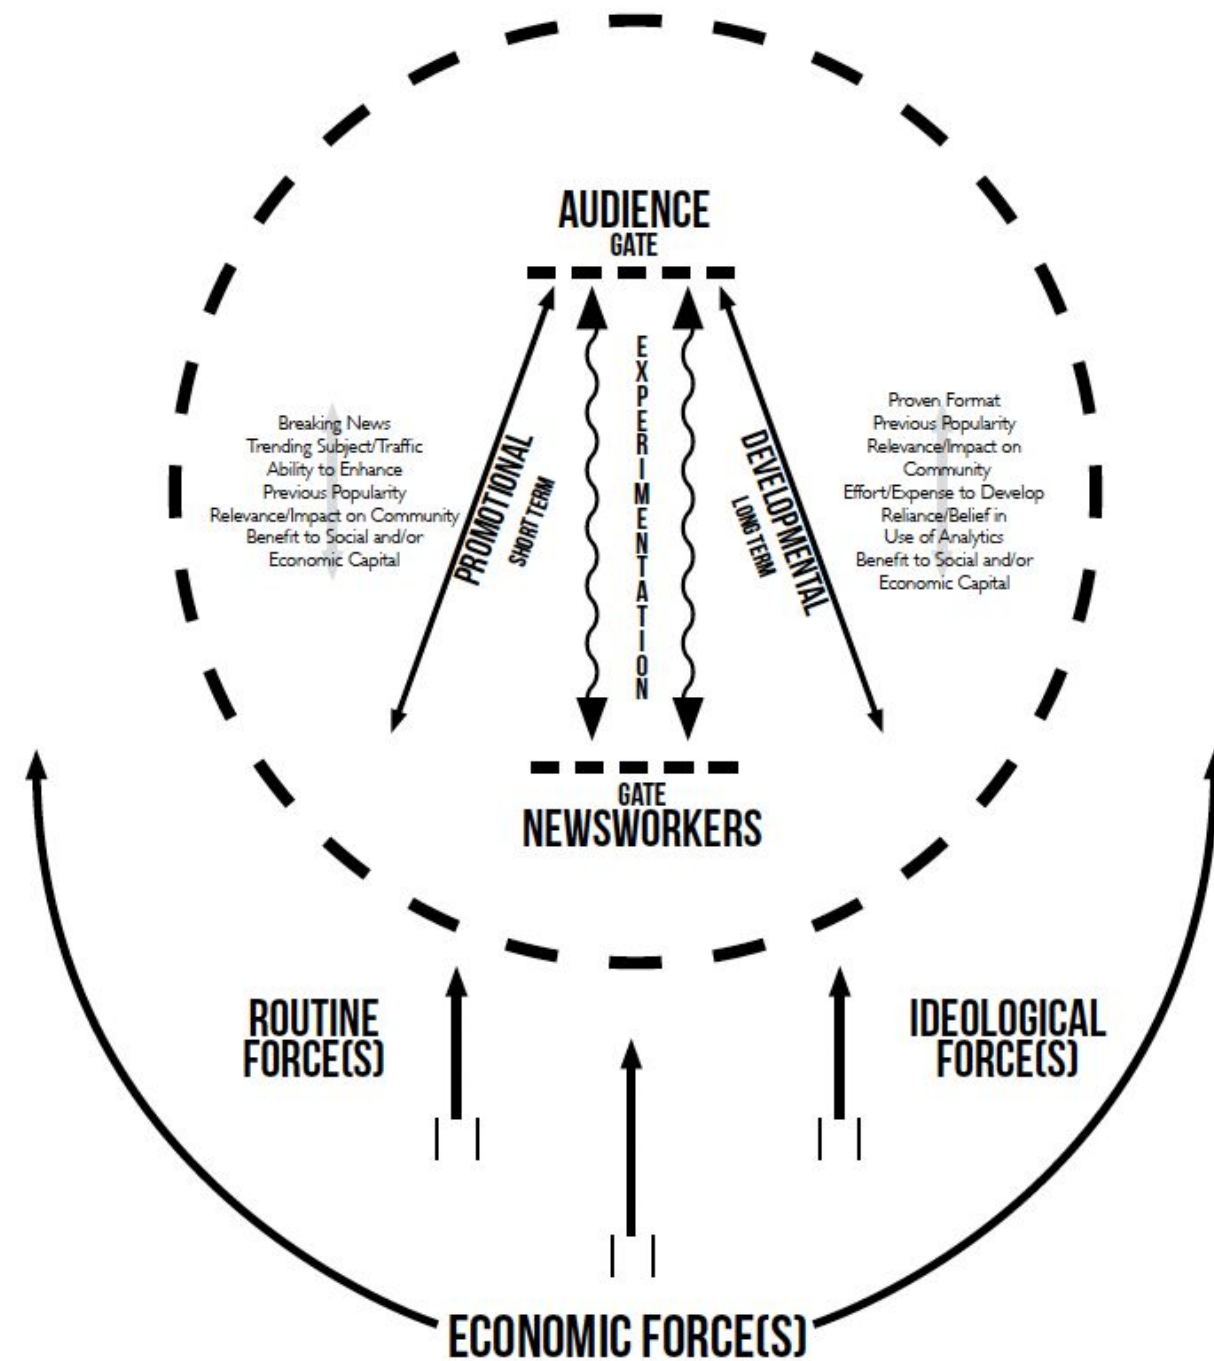 AUDIENCE
GATE
EXPERIMENTATION
Breaking News
Trending Subject/Traffic
Ability to Enhance
Previous Popularity
Relevance/Impact on Community
Benefit to Social and/or
Economic Capital
PROMOTIONAL
SHORT TERM
DEVELOPMENTAL
LONG TERM
Proven Format
Previous Popularity
Relevance/Impact on
Community
Effort/Expense to Develop
Reliance/Belief in
Use of Analytics
Benefit to Social and/or
Economic Capital
GATE
NEWSWORKERS
ROUTINE
FORCE(S)
IDEOLOGICAL
FORCE(S)
ECONOMIC FORCE(S)